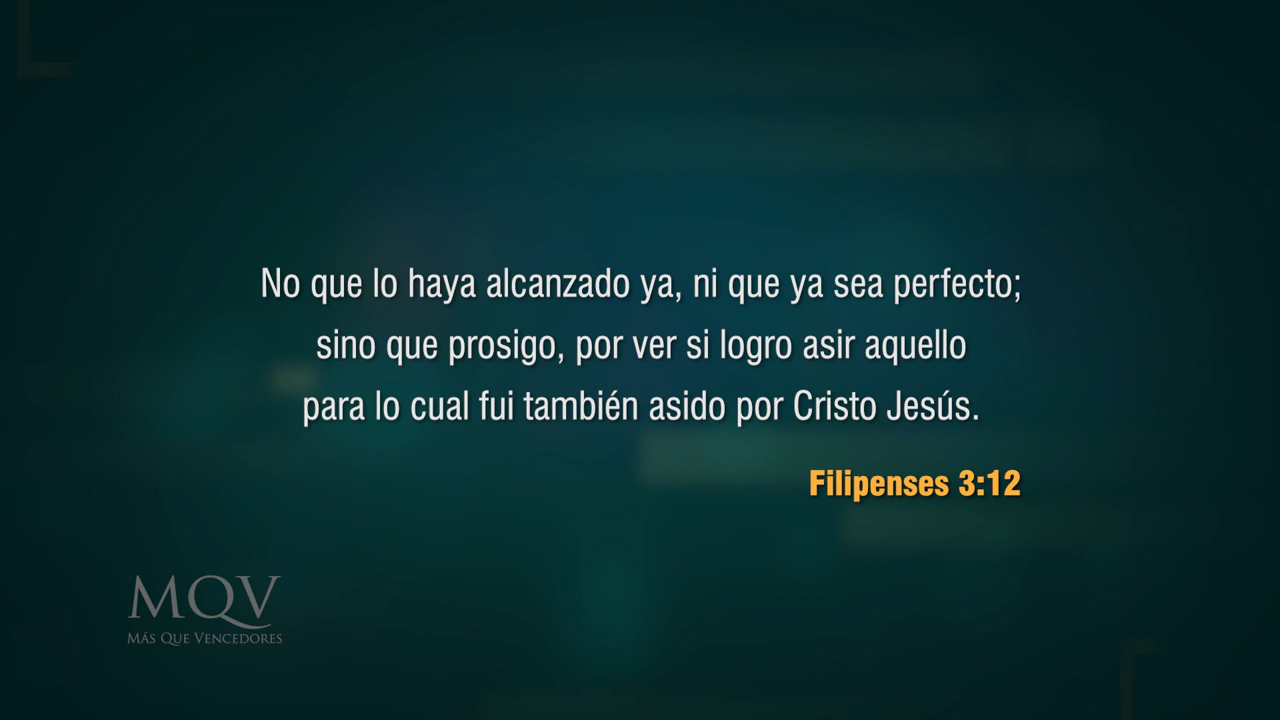 No que lo haya alcanzado ya, ni que ya sea perfecto;
sino que prosigo, por ver si logro asir aquello
para lo cual fui también asido por Cristo Jesús.
Filipenses 3:12
MQV
MÁS QUE VENCEDORES